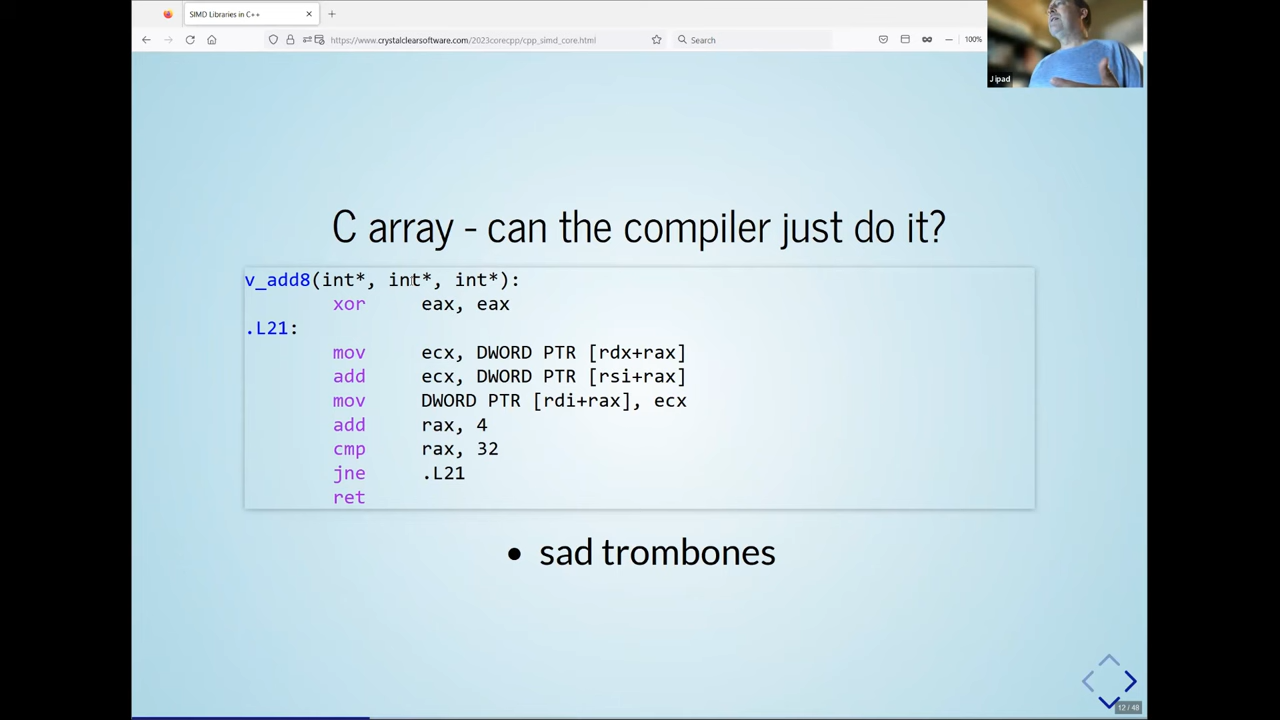 SIMD Libraries in C++
https://www.crystalclearsoftware.com/2023corecpp/cpp_simd_core.html
Search
100%
J ipad
C array - can the compiler just do it?
v_add8(int*, int*, int*):
xor eax, eax
.L21:
mov ecx, DWORD PTR [rdx+rax]
add ecx, DWORD PTR [rsi+rax]
mov DWORD PTR [rdi+rax], ecx
add rax, 4
cmp rax, 32
jne .L21
ret
• sad trombones
12 / 48